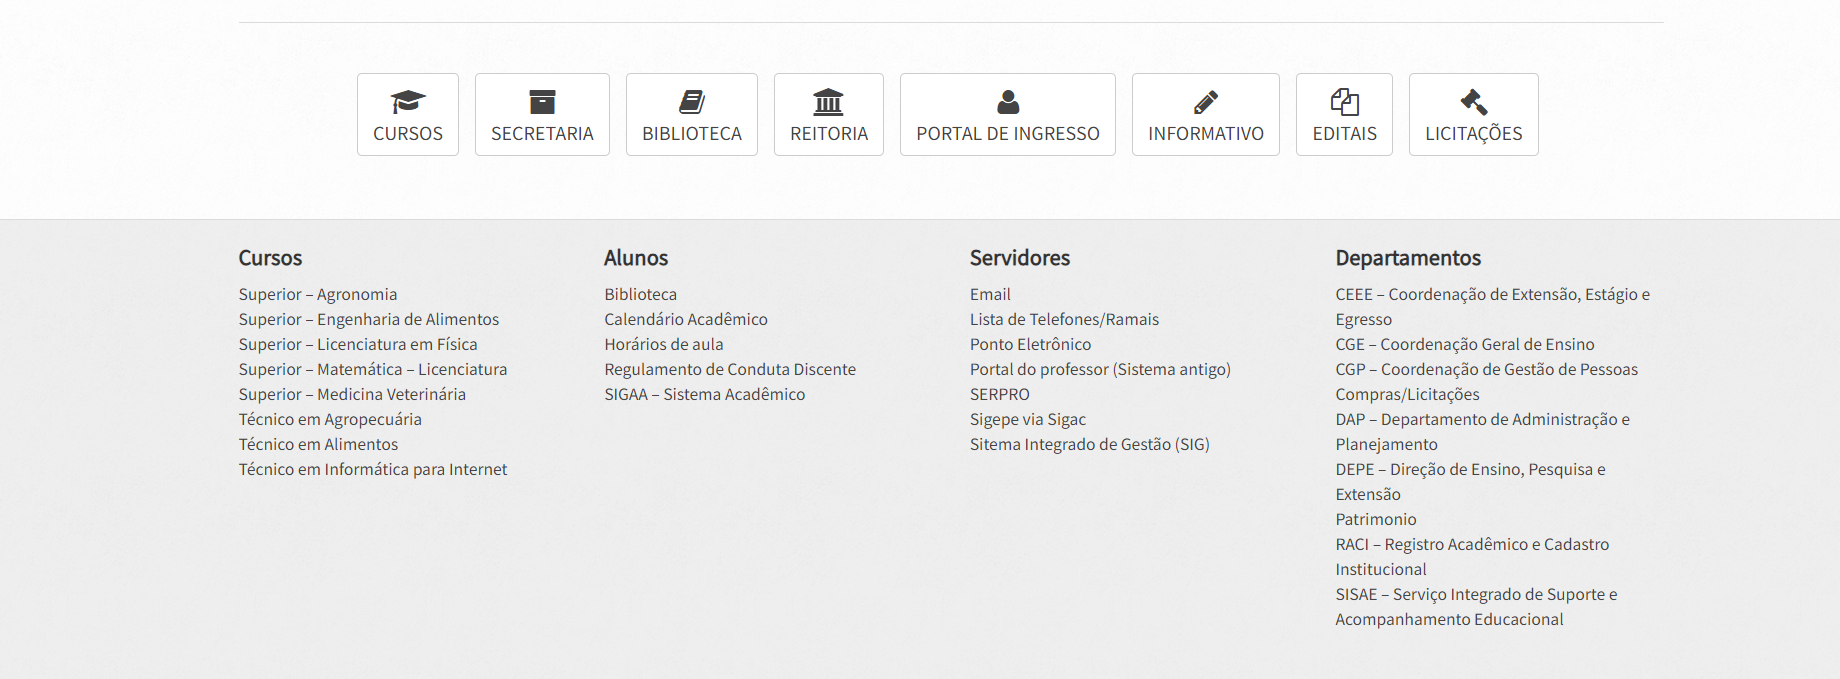 CURSOS
SECRETARIA
BIBLIOTECA
REITORIA
PORTAL DE INGRESSO
INFORMATIVO
EDITAIS
LICITAÇÕES
Cursos
Superior – Agronomia
Superior – Engenharia de Alimentos
Superior – Licenciatura em Física
Superior – Matemática – Licenciatura
Superior – Medicina Veterinária
Técnico em Agropecuária
Técnico em Alimentos
Técnico em Informática para Internet
Alunos
Biblioteca
Calendário Acadêmico
Horários de aula
Regulamento de Conduta Discente
SIGAA – Sistema Acadêmico
Servidores
Email
Lista de Telefones/Ramais
Ponto Eletrônico
Portal do professor (Sistema antigo)
SERPRO
Sigepe via Sigac
Sitema Integrado de Gestão (SIG)
Departamentos
CEEE – Coordenação de Extensão, Estágio e
Egresso
CGE – Coordenação Geral de Ensino
CGP – Coordenação de Gestão de Pessoas
Compras/Licitações
DAP – Departamento de Administração e
Planejamento
DEPE – Direção de Ensino, Pesquisa e
Extensão
Patrimonio
RACI – Registro Acadêmico e Cadastro
Institucional
SISAE – Serviço Integrado de Suporte e
Acompanhamento Educacional